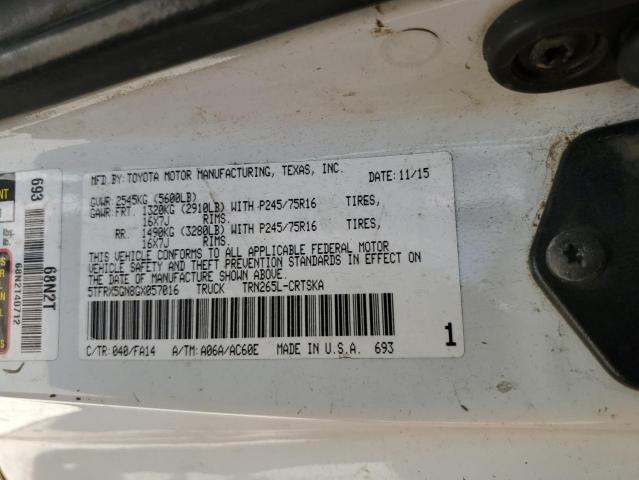 MFD BY:TOYOTA MOTOR MANUFACTURING, TEXAS, INC.
DATE:11/15
GVWR:2545KG (5600LB)
GAWR:FRT. 1320KG (2910LB) WITH P245/75R16 TIRES,
16X7J RIMS.
RR. 1490KG (3280LB) WITH P245/75R16 TIRES,
16X7J RIMS.
THIS VEHICLE CONFORMS TO ALL APPLICABLE FEDERAL MOTOR
VEHICLE SAFETY AND THEFT PREVENTION STANDARDS IN EFFECT ON
THE DATE OF MANUFACTURE SHOWN ABOVE.
5TFRX5GN8GX057016 TRUCK TRN265L-CRTSKA
C/TR:040/FA14 A/TM:A06A/AC60E MADE IN U.S.A. 693
1
693
68N2T
68N2140712
lbs.